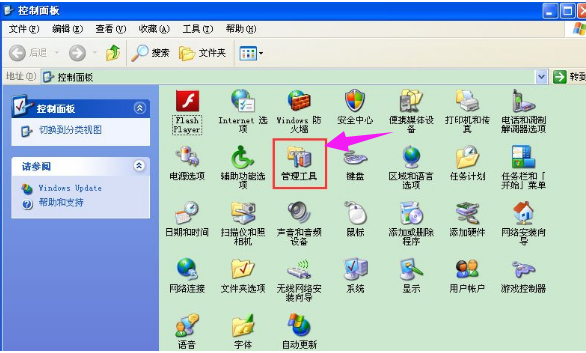 控制面板
文件(F) 编辑(E) 查看(V) 收藏(A) 工具(T) 帮助(H)
后退 搜索 文件夹
地址(D) 控制面板 转到
控制面板
切换到分类视图
请参阅
Windows Update
帮助和支持
Flash Player
Internet 选项
Windows 防火墙
安全中心
便携媒体设备
打印机和传真
电话和调制解调器选项
电源选项
辅助功能选项
管理工具
键盘
区域和语言选项
任务计划
任务栏和「开始」菜单
日期和时间
扫描仪和照相机
声音和音频设备
鼠标
添加或删除程序
添加硬件
网络安装向导
网络连接
文件夹选项
无线网络安装向导
系统
显示
用户帐户
游戏控制器
语音
字体
自动更新